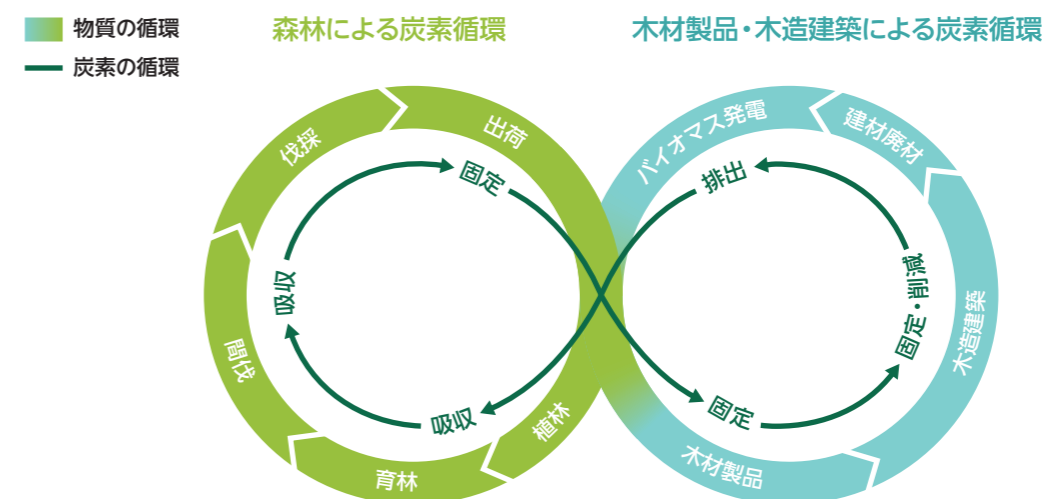 物質の循環
炭素の循環
森林による炭素循環
木材製品・木造建築による炭素循環
伐採
出荷
固定
吸収
間伐
吸収
育林
植林
バイオマス発電
建材廃材
排出
固定・削減
木造建築
固定
木材製品